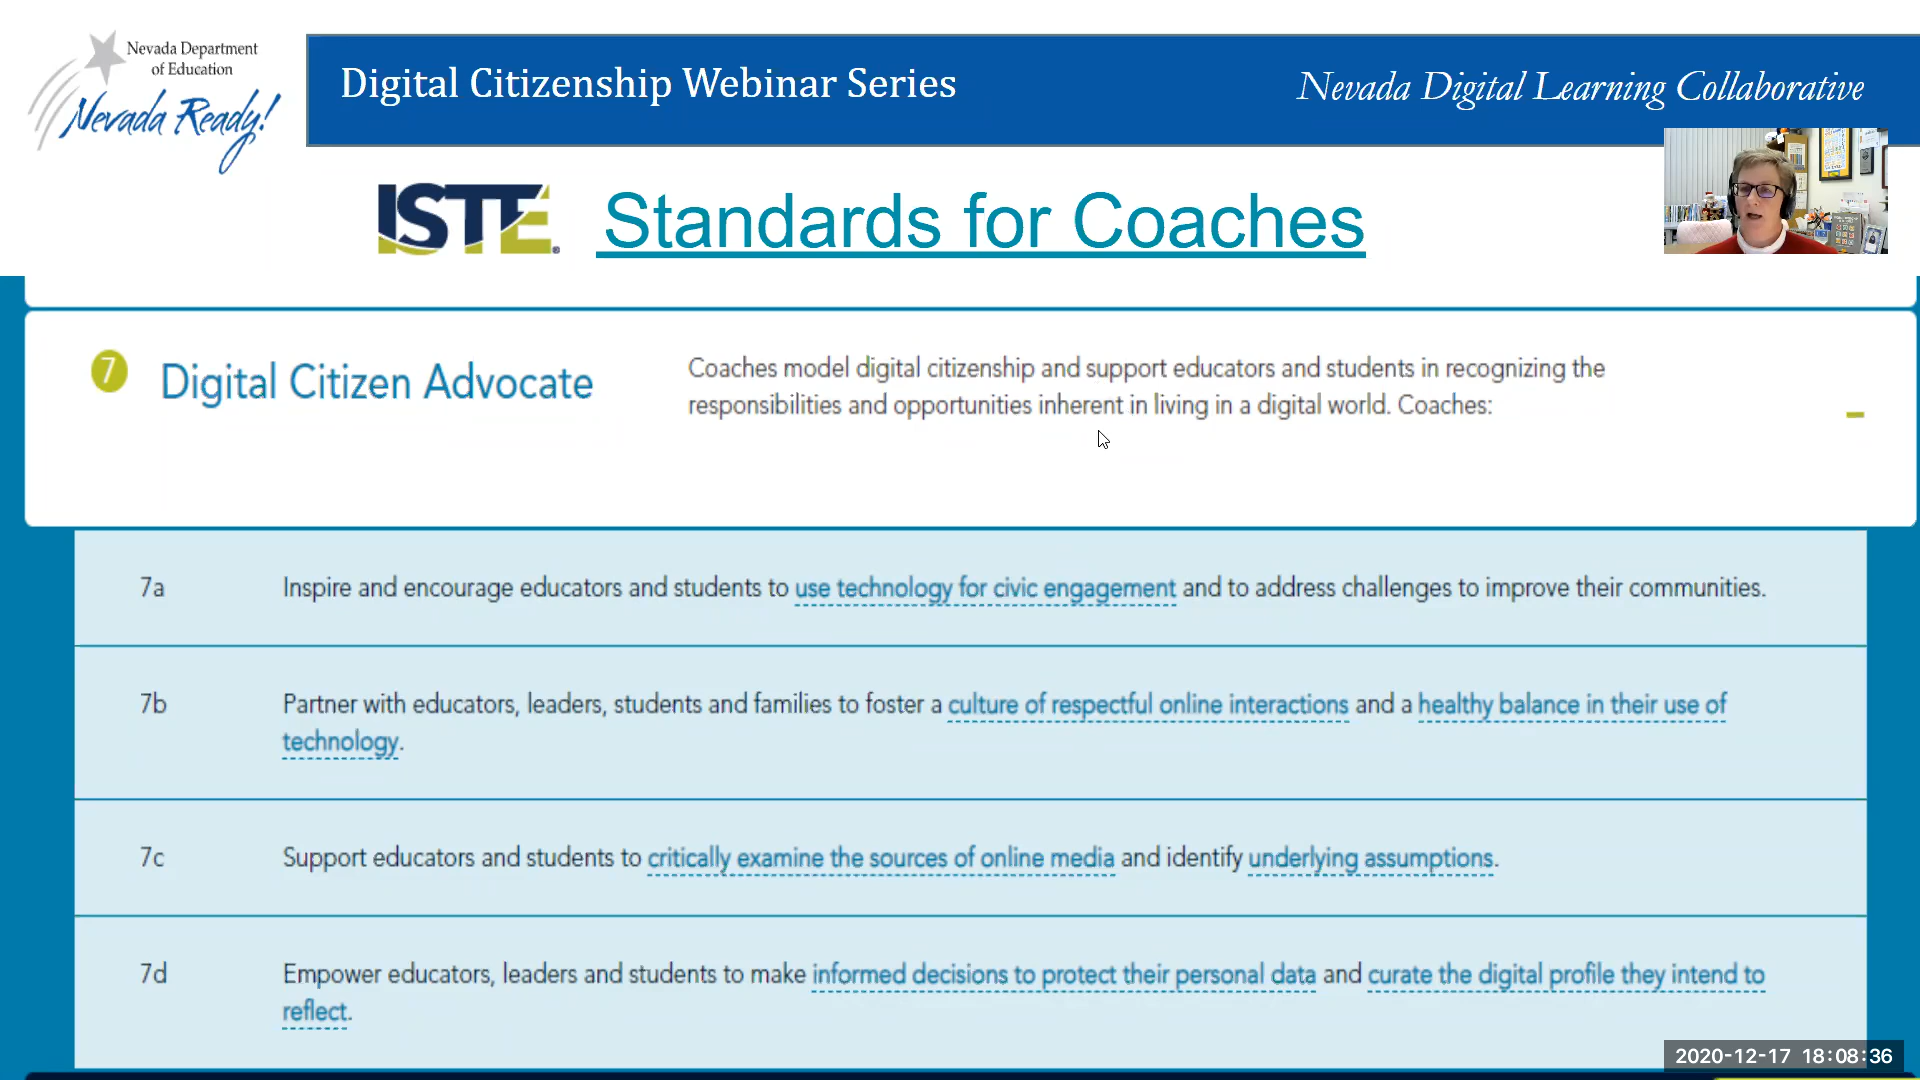 Nevada Department
of Education
Nevada Ready!
Digital Citizenship Webinar Series
Nevada Digital Learning Collaborative
ISTE® Standards for Coaches
7 Digital Citizen Advocate
Coaches model digital citizenship and support educators and students in recognizing the
responsibilities and opportunities inherent in living in a digital world. Coaches:
7a Inspire and encourage educators and students to use technology for civic engagement and to address challenges to improve their communities.
7b Partner with educators, leaders, students and families to foster a culture of respectful online interactions and a healthy balance in their use of
technology.
7c Support educators and students to critically examine the sources of online media and identify underlying assumptions.
7d Empower educators, leaders and students to make informed decisions to protect their personal data and curate the digital profile they intend to
reflect.
2020-12-17 18:08:36